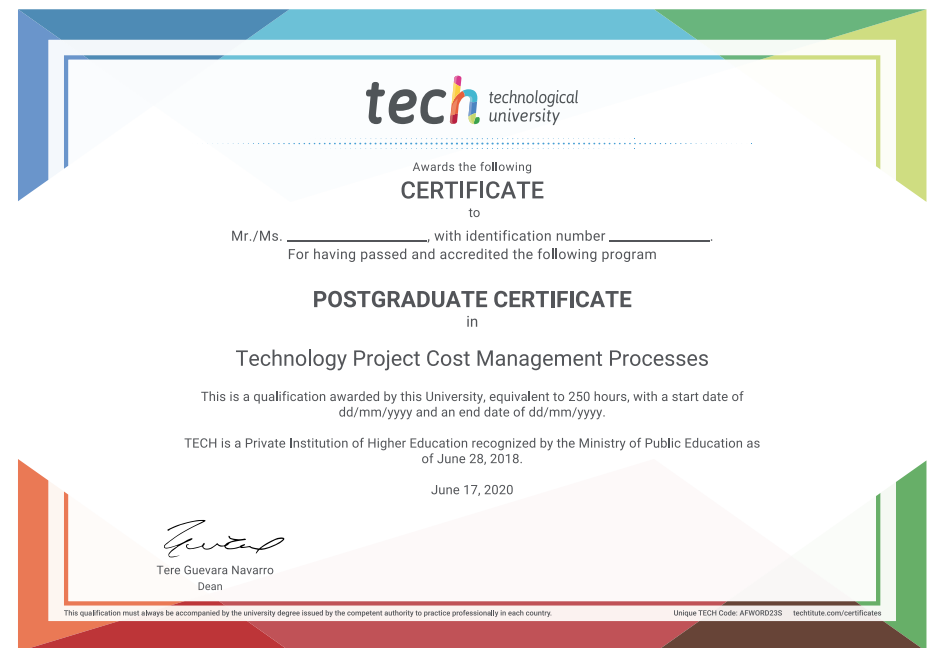 tech technological
university
Awards the following
CERTIFICATE
to
Mr./Ms. ________________, with identification number ____________.
For having passed and accredited the following program
POSTGRADUATE CERTIFICATE
in
Technology Project Cost Management Processes
This is a qualification awarded by this University, equivalent to 250 hours, with a start date of
dd/mm/yyyy and an end date of dd/mm/yyyy.
TECH is a Private Institution of Higher Education recognized by the Ministry of Public Education as
of June 28, 2018.
June 17, 2020
Tere Guevara Navarro
Dean
This qualification must always be accompanied by the university degree issued by the competent authority to practice professionally in each country. Unique TECH Code: AFWORD23S techtitute.com/certificates